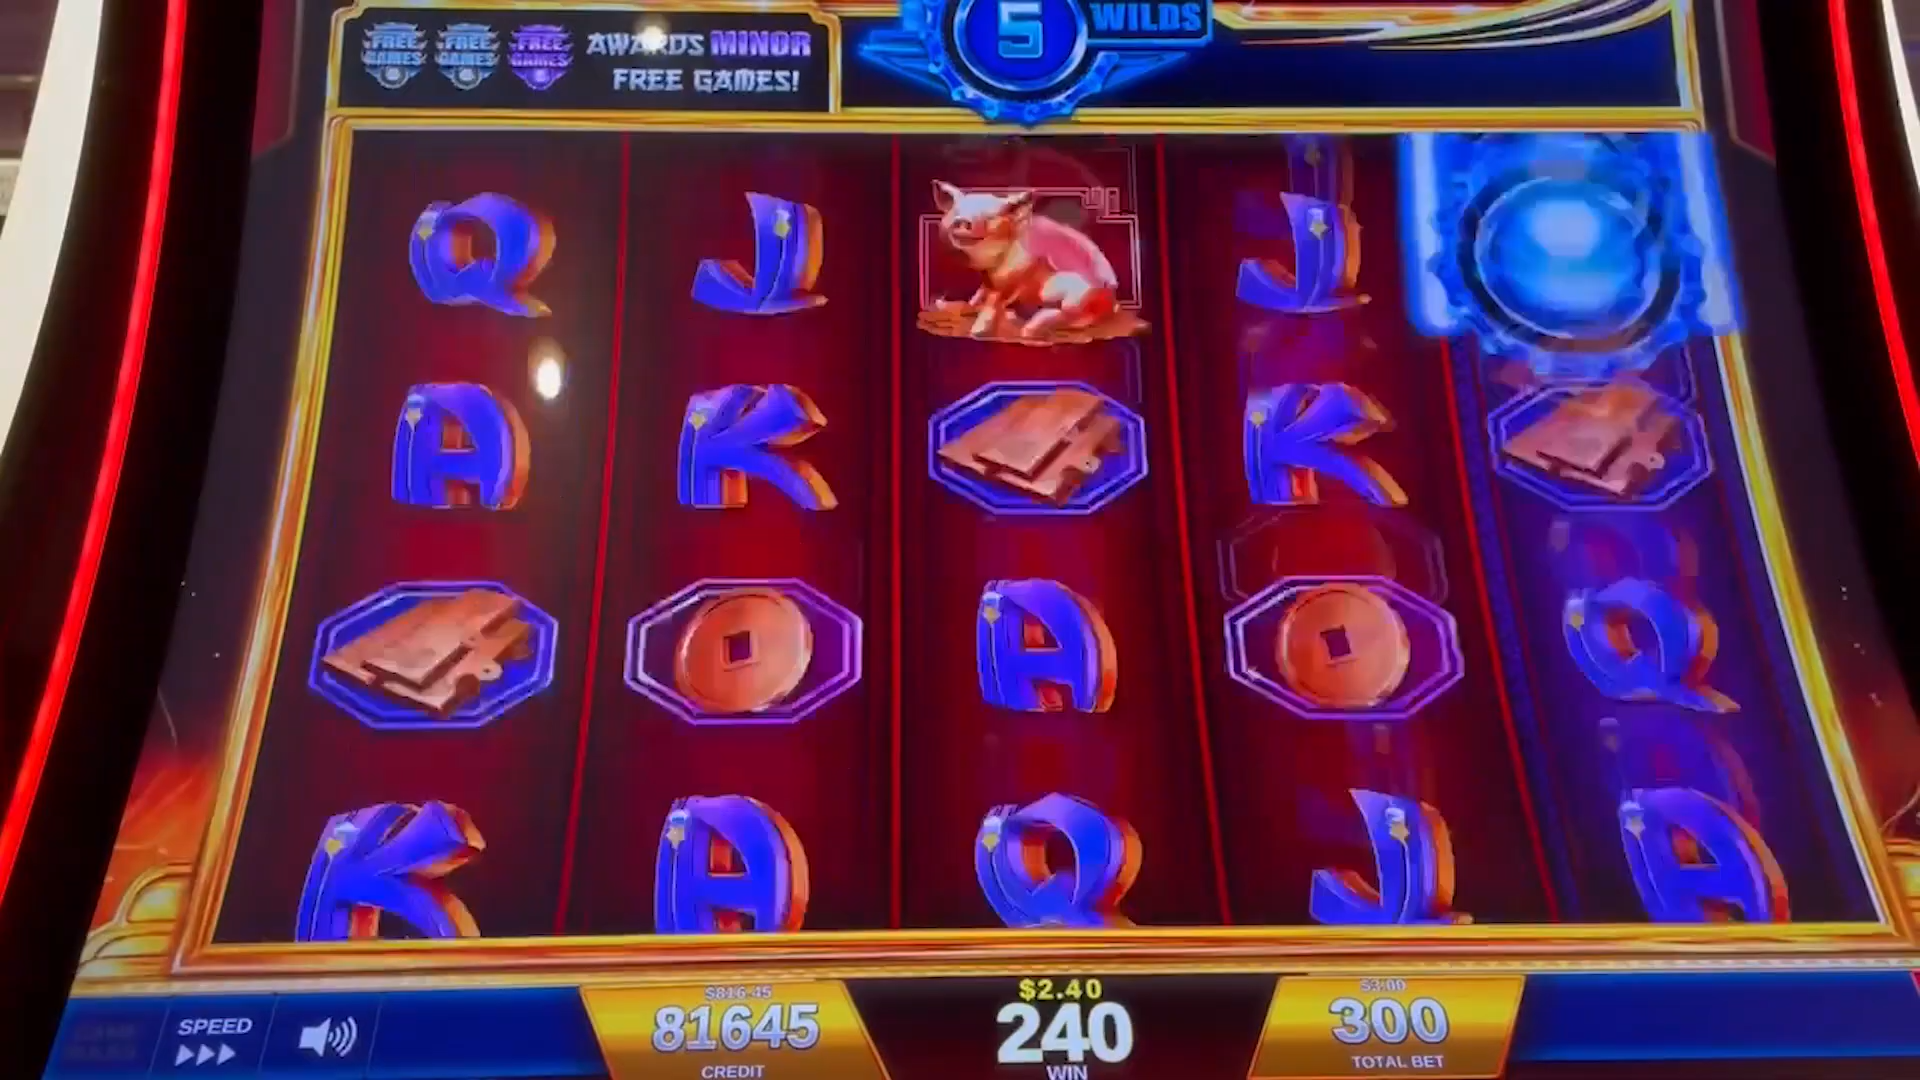 FREE GAMES
FREE GAMES
FREE GAMES
AWARDS MINOR
FREE GAMES!
5
WILDS
Q
J
J
A
K
K
A
Q
K
A
Q
J
A
SPEED
$816.45
81645
CREDIT
$2.40
240
WIN
$3.00
300
TOTAL BET